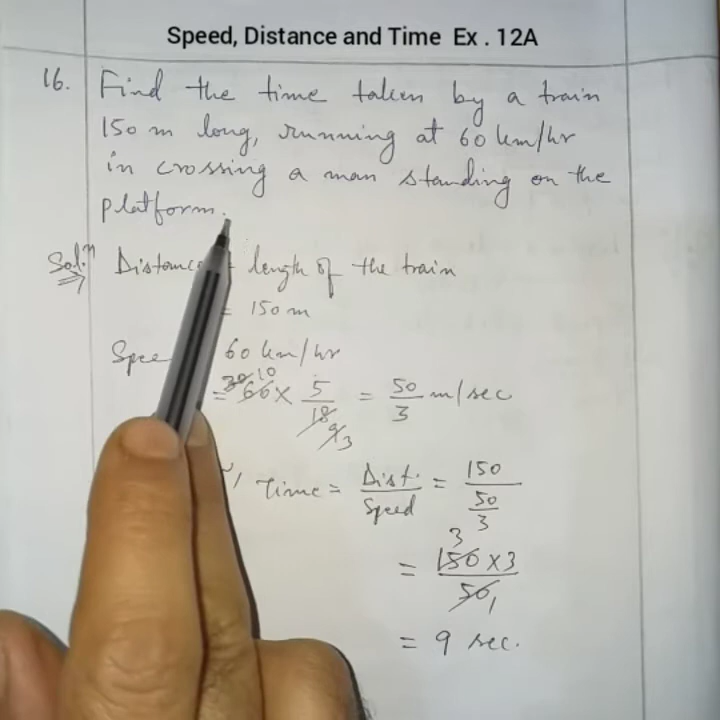 Speed, Distance and Time Ex . 12A
16. Find the time taken by a train
150 m long, running at 60 km/hr
in crossing a man standing on the
platform.
Sol.ⁿ Distance = length of the train
= 150 m
60 km/hr
= 60 30 10 × 5/18 9 3 = 50/3 m/sec
Time = Dist./Speed = 150/(50/3)
= 150 3 × 3/50 1
= 9 sec.